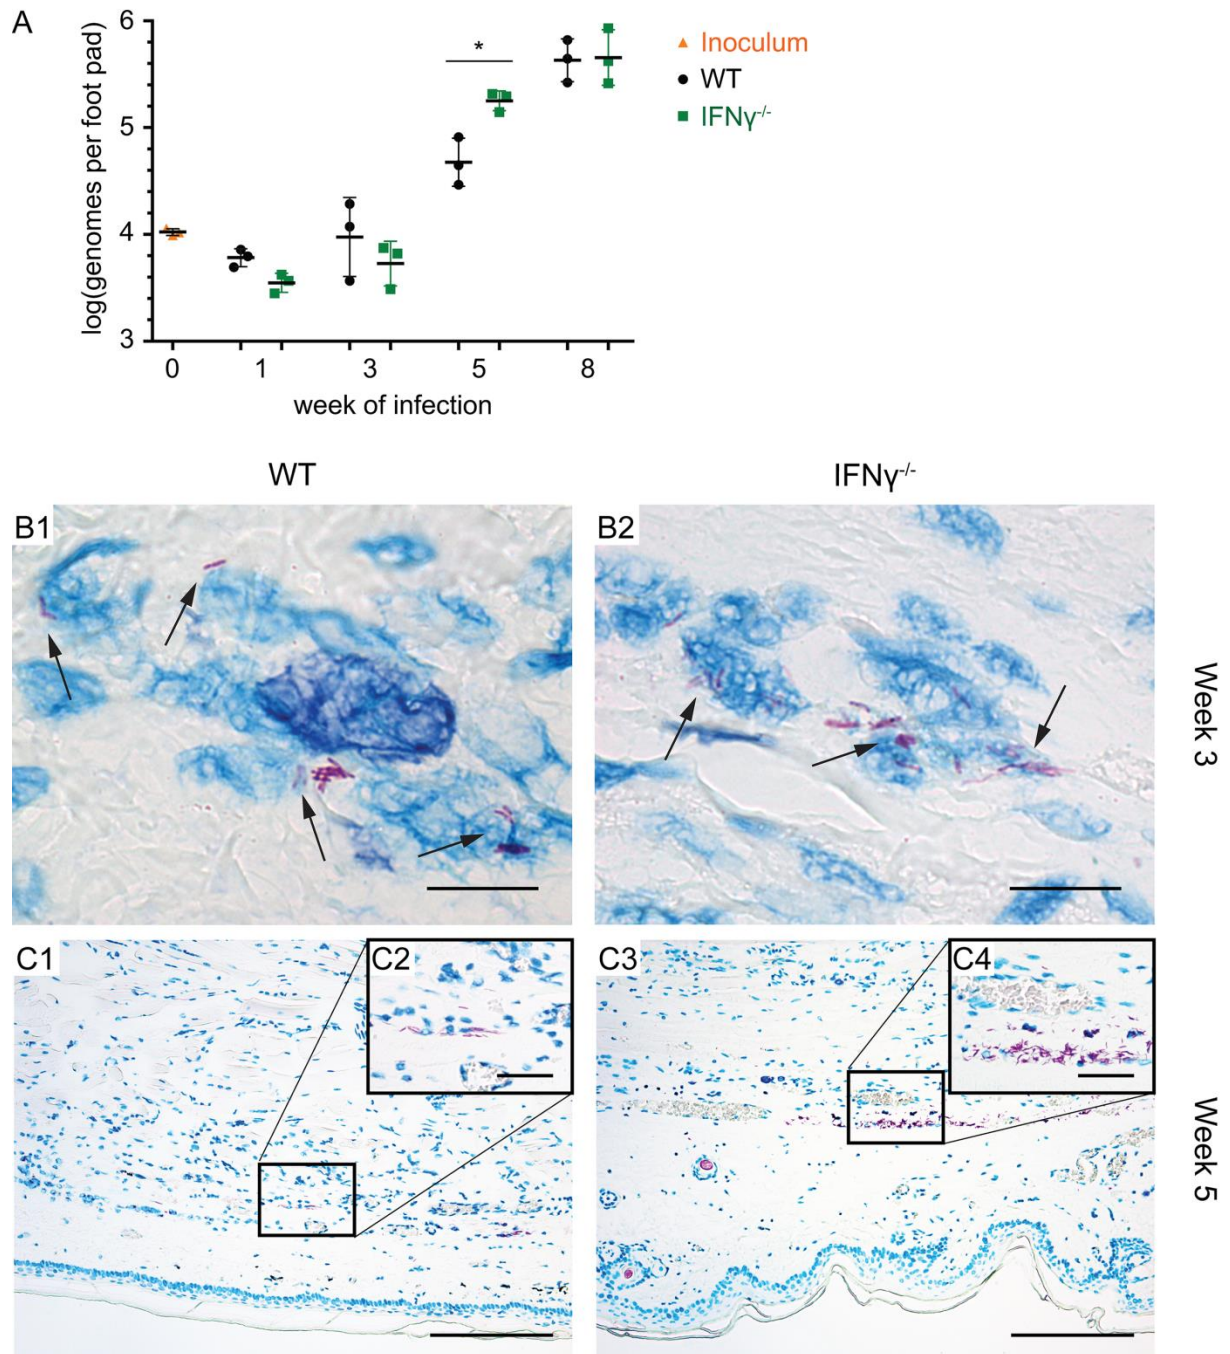 A
6
5
4
3
log(genomes per foot pad)
*
0 1 3 5 8
week of infection
Inoculum
WT
IFNγ-/-
WT IFNγ-/-
B1 B2
Week 3
C1 C2 C3 C4
Week 5